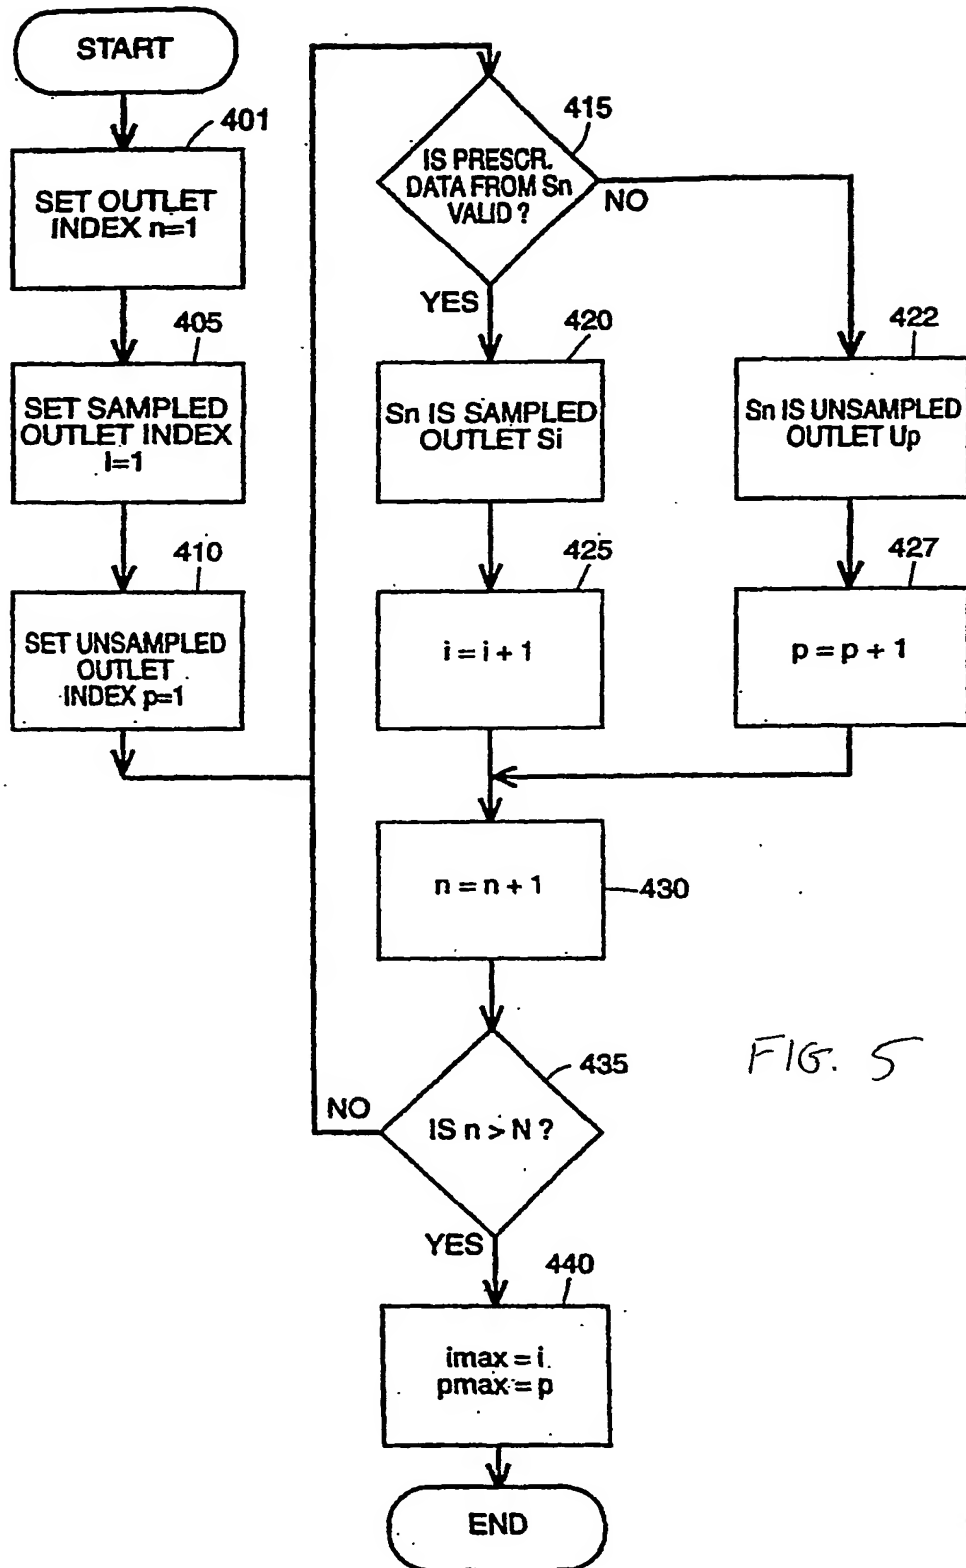 START
401
SET OUTLET
INDEX n=1
405
SET SAMPLED
OUTLET INDEX
i=1
410
SET UNSAMPLED
OUTLET
INDEX p=1
415
IS PRESCR.
DATA FROM Sn
VALID ?
NO
YES
420
Sn IS SAMPLED
OUTLET Si
422
Sn IS UNSAMPLED
OUTLET Up
425
i = i + 1
427
p = p + 1
n = n + 1
430
435
IS n > N ?
NO
YES
440
imax = i
pmax = p
END
FIG. 5